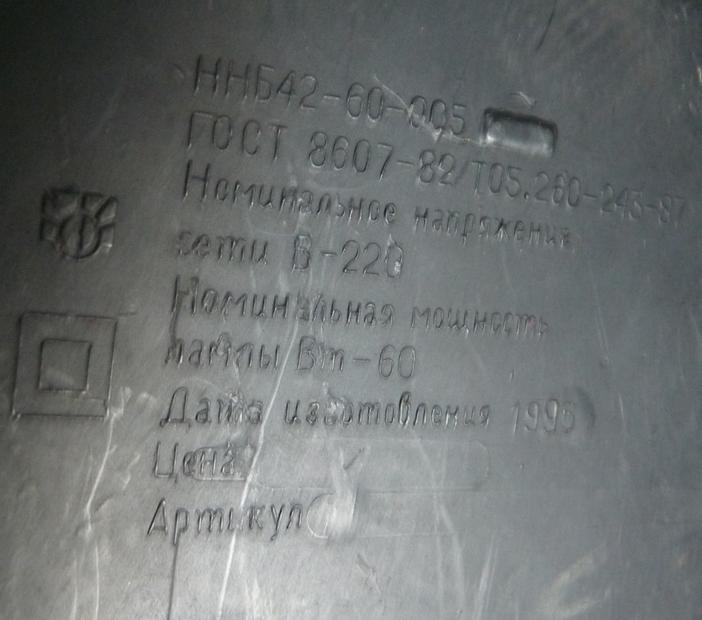 ННБ42-60-005
ГОСТ 8607-82/Т05.260-245-87
Номинальное напряжение
сети В-220
Номинальная мощность
лампы Вт-60
Дата изготовления
Цена
Артикул